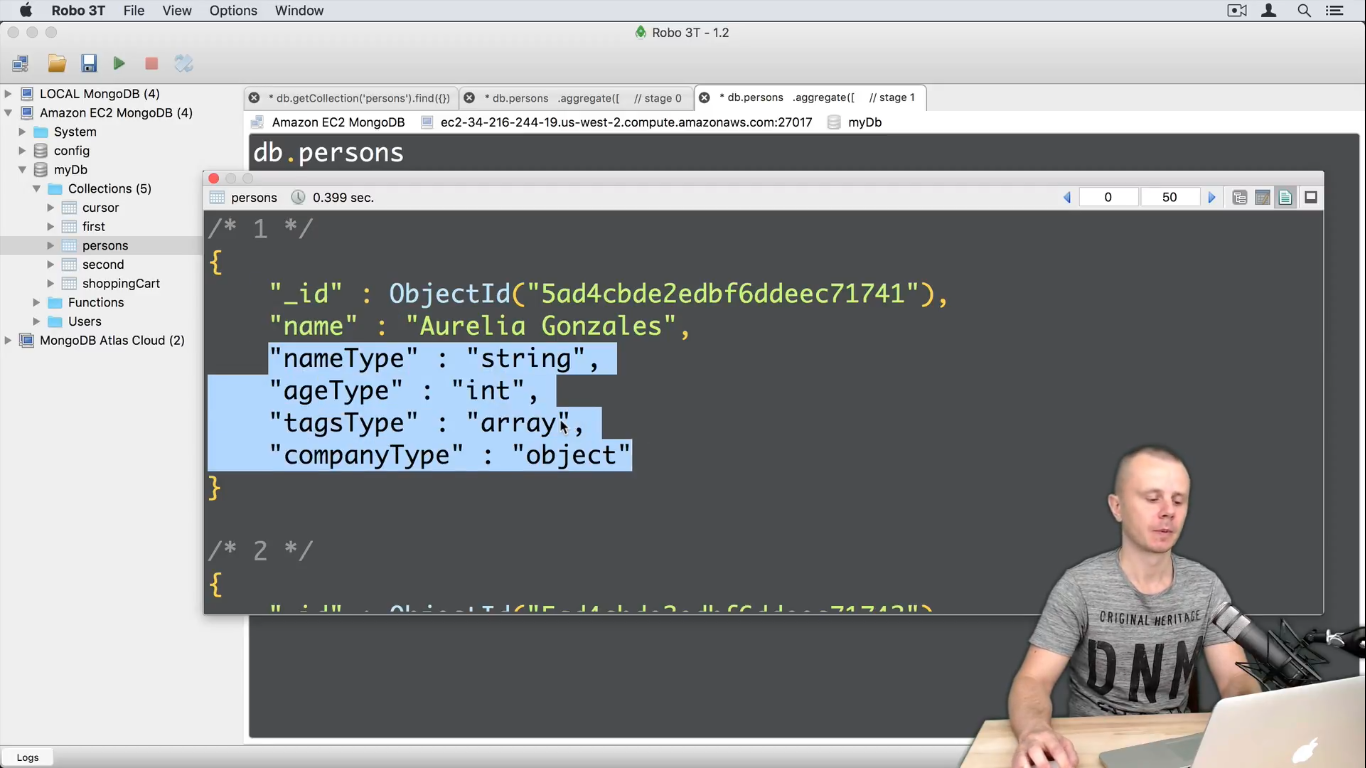 Robo 3T File View Options Window
Robo 3T - 1.2
LOCAL MongoDB (4)
Amazon EC2 MongoDB (4)
System
config
myDb
Collections (5)
cursor
first
persons
second
shoppingCart
Functions
Users
MongoDB Atlas Cloud (2)
* db.getCollection('persons').find({}) * db.persons .aggregate([ // stage 0 * db.persons .aggregate([ // stage 1
Amazon EC2 MongoDB ec2-34-216-244-19.us-west-2.compute.amazonaws.com:27017 myDb
db.persons
persons 0.399 sec. 0 50
/* 1 */
{
"_id" : ObjectId("5ad4cbde2edbf6ddeec71741"),
"name" : "Aurelia Gonzales",
"nameType" : "string",
"ageType" : "int",
"tagsType" : "array",
"companyType" : "object"
}
/* 2 */
{
ORIGINAL HERITAGE
DNM
Logs